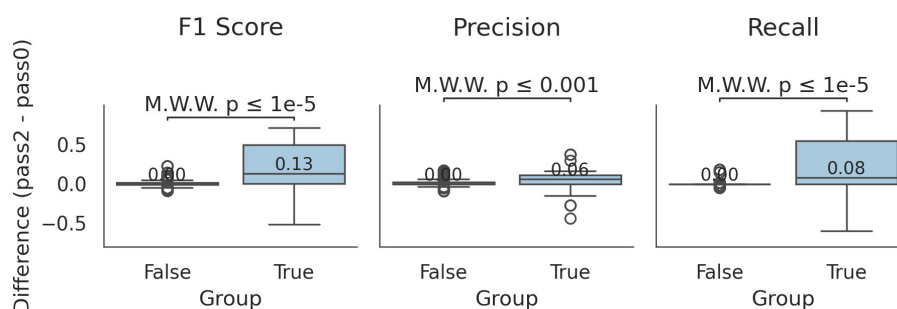 F1 Score Precision Recall
M.W.W. p ≤ 1e-5 M.W.W. p ≤ 0.001 M.W.W. p ≤ 1e-5
Difference (pass2 - pass0)
0.5
0.0
−0.5
0.00 0.13 0.00 0.06 0.00 0.08
False True False True False True
Group Group Group